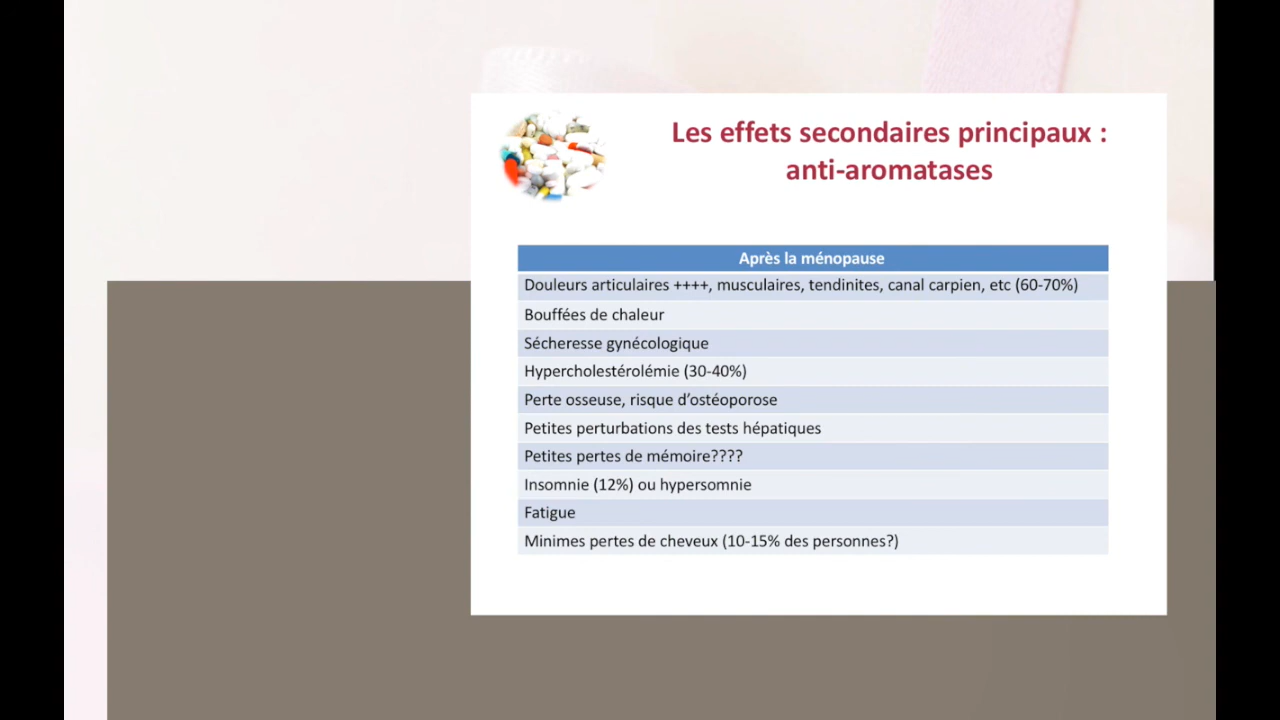 Les effets secondaires principaux :
anti-aromatases
Après la ménopause
Douleurs articulaires ++++, musculaires, tendinites, canal carpien, etc (60-70%)
Bouffées de chaleur
Sécheresse gynécologique
Hypercholestérolémie (30-40%)
Perte osseuse, risque d’ostéoporose
Petites perturbations des tests hépatiques
Petites pertes de mémoire????
Insomnie (12%) ou hypersomnie
Fatigue
Minimes pertes de cheveux (10-15% des personnes?)